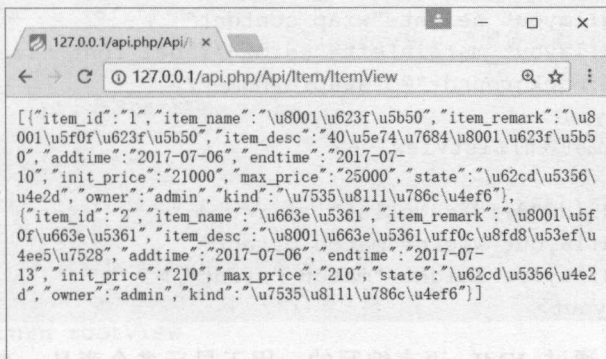 127.0.0.1/api.php/Api/I
127.0.0.1/api.php/Api/Item/ItemView
[{"item_id":"1","item_name":"\u8001\u623f\u5b50","item_remark":"\u8
001\u5f0f\u623f\u5b50","item_desc":"40\u5e74\u7684\u8001\u623f\u5b5
0","addtime":"2017-07-06","endtime":"2017-07-
10","init_price":"21000","max_price":"25000","state":"\u62cd\u5356\
u4e2d","owner":"admin","kind":"\u7535\u8111\u786c\u4ef6"},
{"item_id":"2","item_name":"\u663e\u5361","item_remark":"\u8001\u5f
0f\u663e\u5361","item_desc":"\u8001\u663e\u5361\uff0c\u8fd8\u53ef\u
4ee5\u7528","addtime":"2017-07-06","endtime":"2017-07-
13","init_price":"210","max_price":"210","state":"\u62cd\u5356\u4e2
d","owner":"admin","kind":"\u7535\u8111\u786c\u4ef6"}]